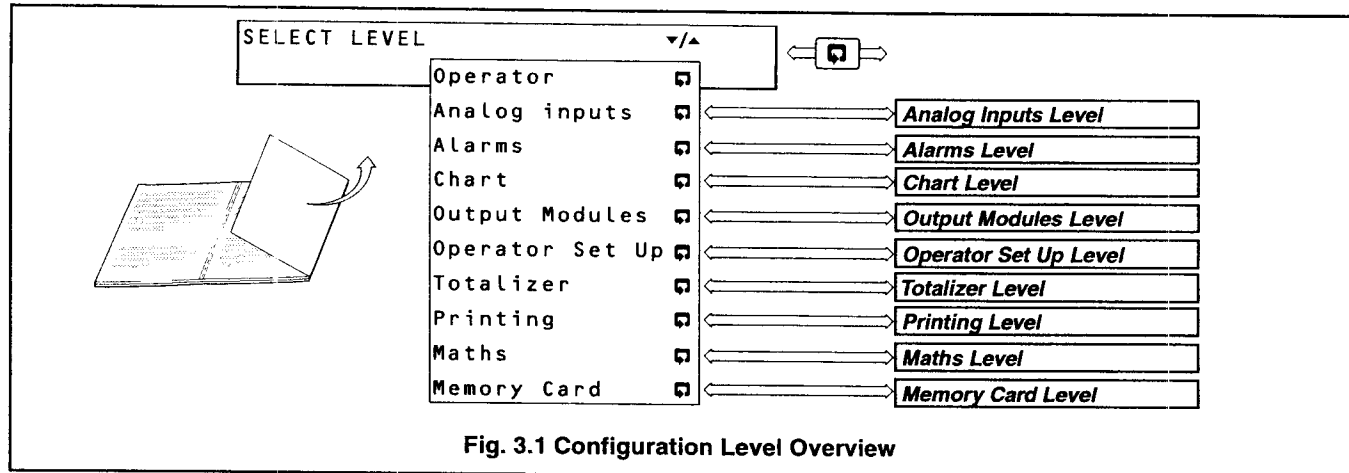 SELECT LEVEL ▼/▲
Operator
Analog inputs
Analog Inputs Level
Alarms
Alarms Level
Chart
Chart Level
Output Modules
Output Modules Level
Operator Set Up
Operator Set Up Level
Totalizer
Totalizer Level
Printing
Printing Level
Maths
Maths Level
Memory Card
Memory Card Level
Fig. 3.1 Configuration Level Overview